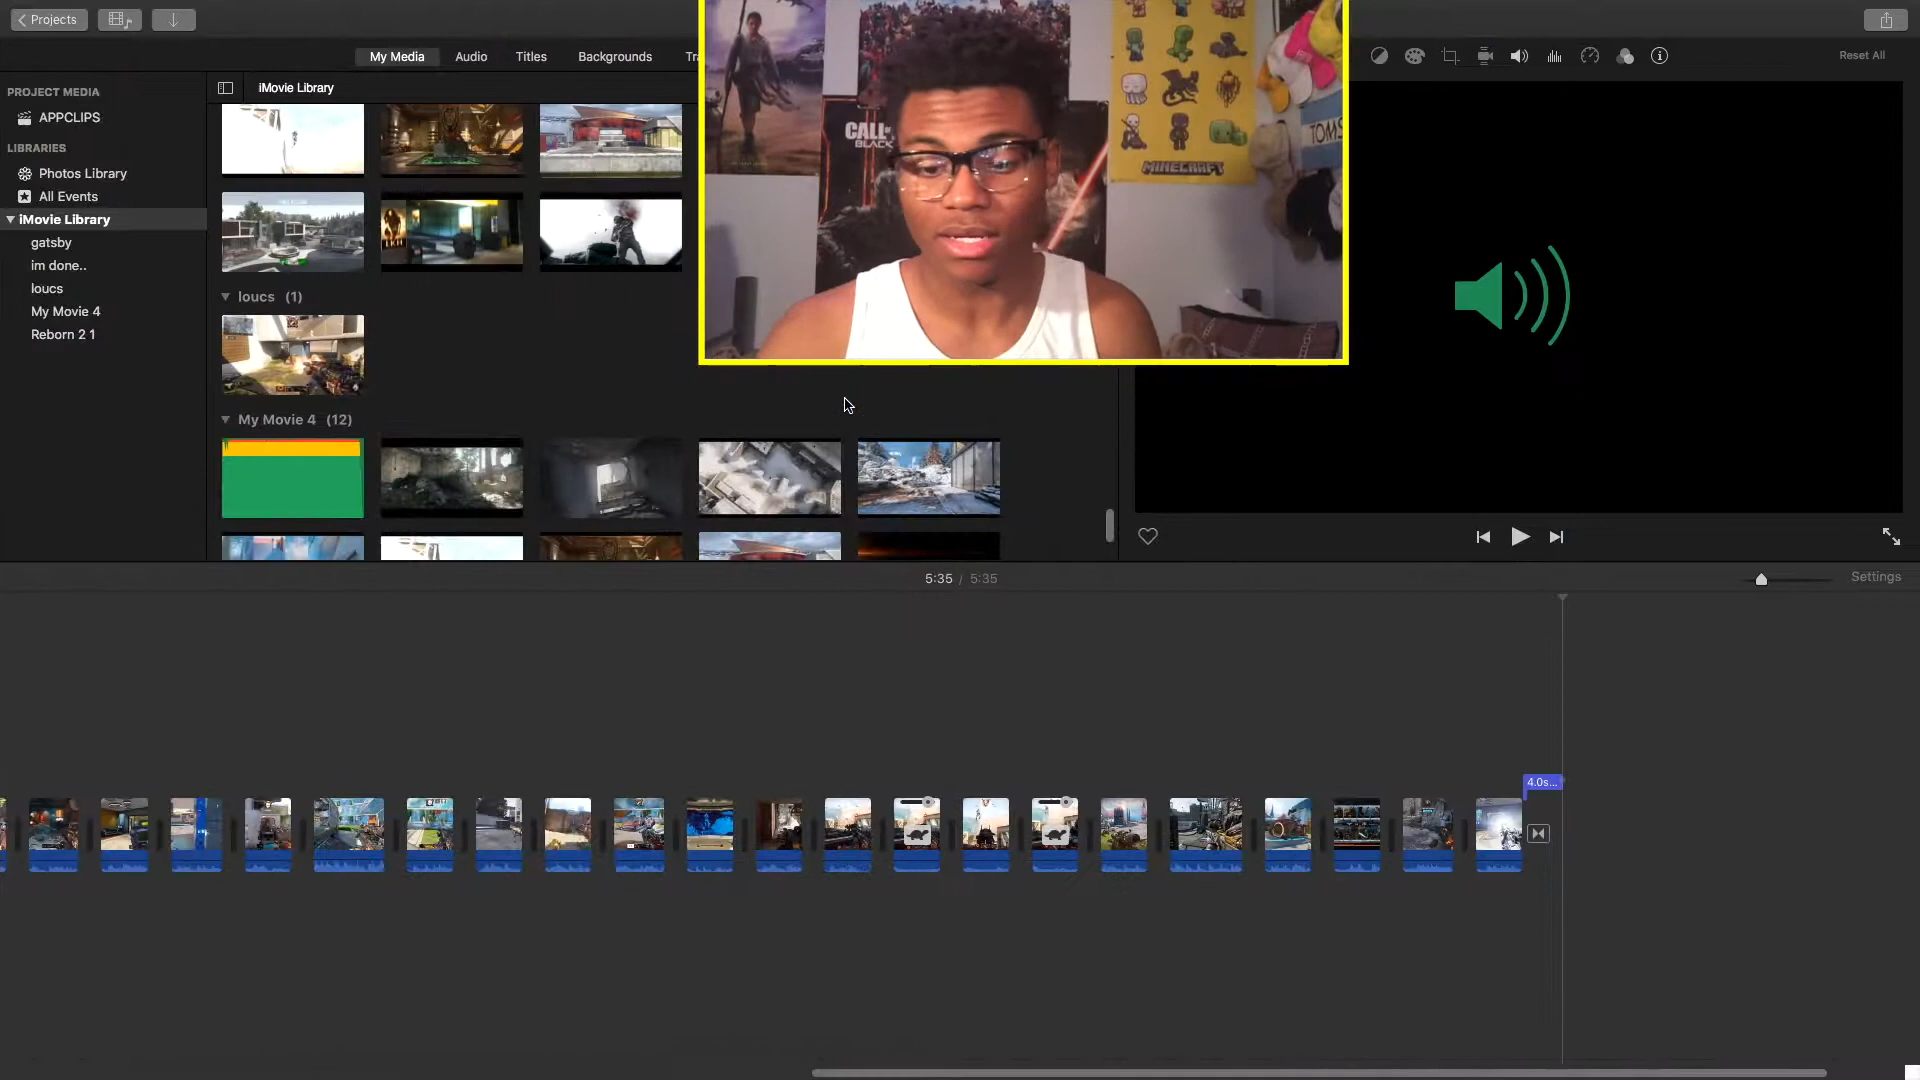 Projects
My Media
Audio
Titles
Backgrounds
Tra
Reset All
PROJECT MEDIA
APPCLIPS
LIBRARIES
Photos Library
All Events
iMovie Library
gatsby
im done..
loucs
My Movie 4
Reborn 2 1
iMovie Library
loucs (1)
My Movie 4 (12)
CALL
BLACK
MINECRAFT
TOMS
5:35 / 5:35
Settings
4.0s...